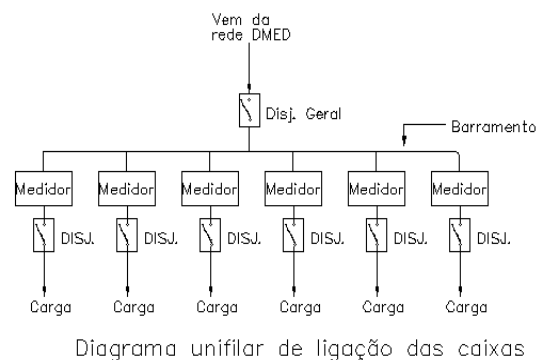 Vem da
rede DMED
Disj. Geral
Barramento
Medidor Medidor Medidor Medidor Medidor Medidor
DISJ. DISJ. DISJ. DISJ. DISJ. DISJ.
Carga Carga Carga Carga Carga Carga
Diagrama unifilar de ligação das caixas